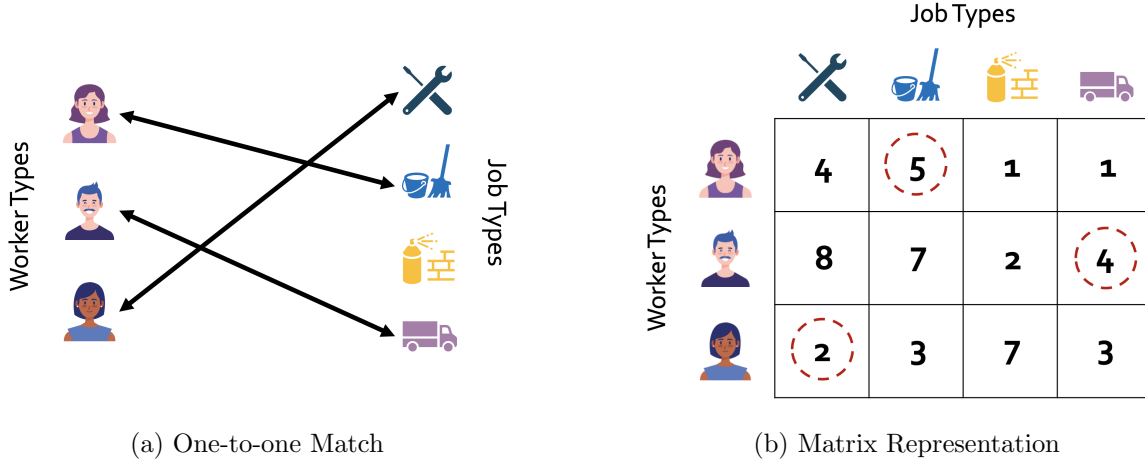 Worker Types
Job Types
(a) One-to-one Match
Job Types
Worker Types
4 5 1 1
8 7 2 4
2 3 7 3
(b) Matrix Representation